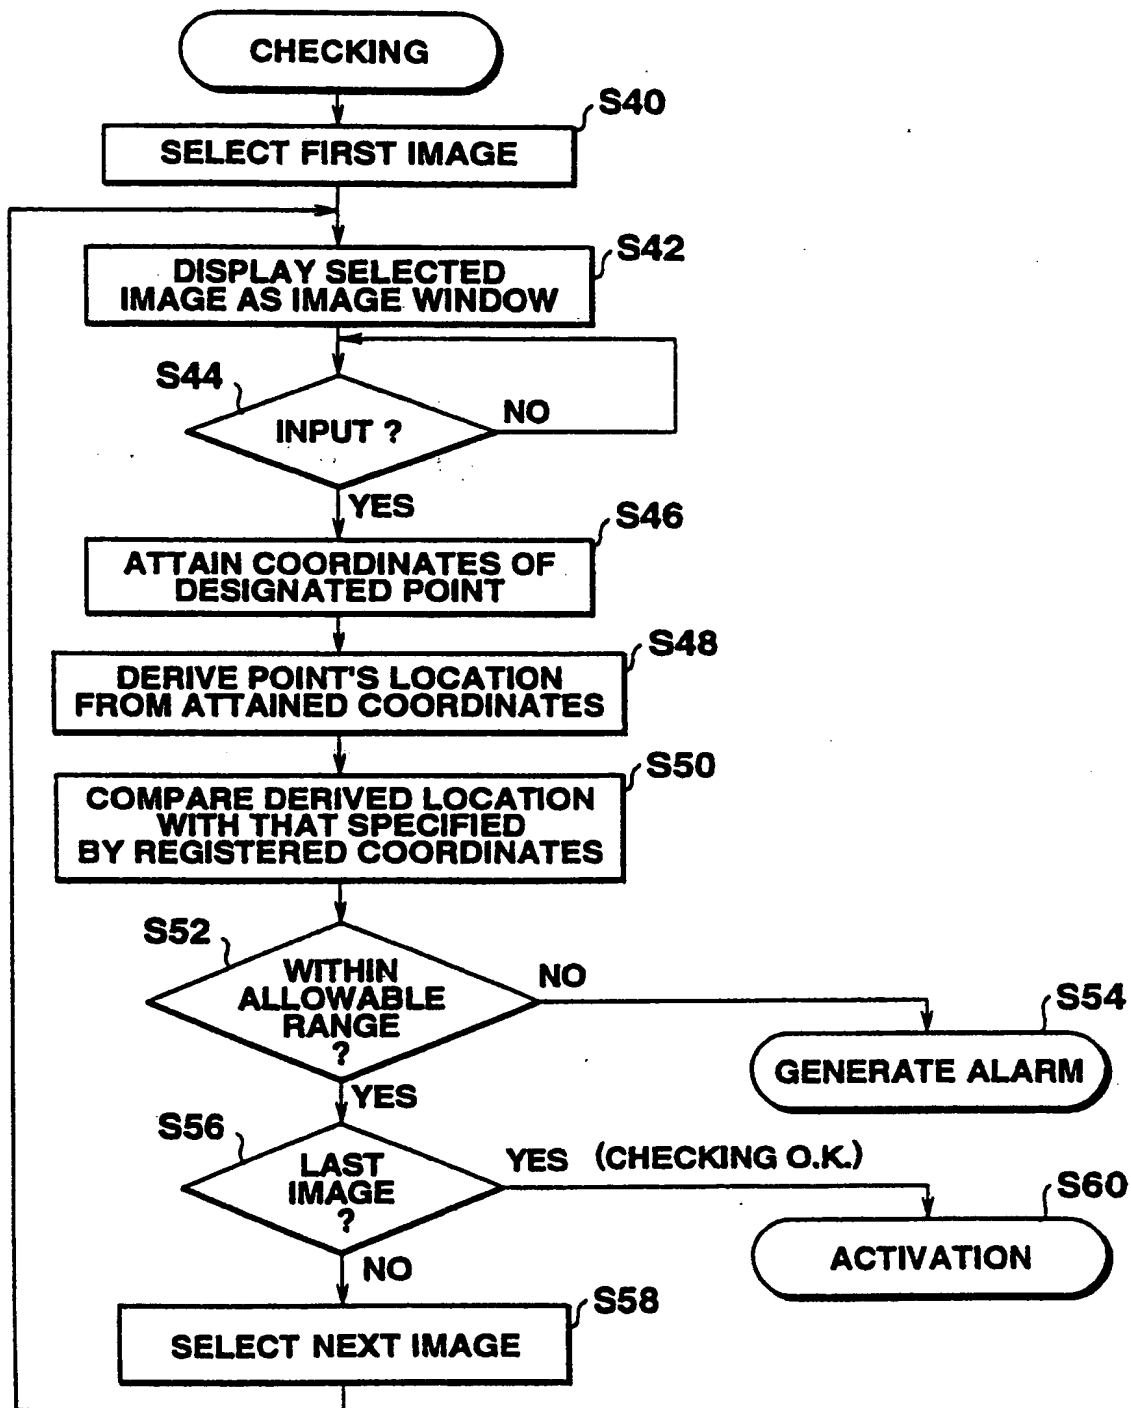 CHECKING
S40
SELECT FIRST IMAGE
S42
DISPLAY SELECTED
IMAGE AS IMAGE WINDOW
S44
INPUT ?
NO
YES
S46
ATTAIN COORDINATES OF
DESIGNATED POINT
S48
DERIVE POINT'S LOCATION
FROM ATTAINED COORDINATES
S50
COMPARE DERIVED LOCATION
WITH THAT SPECIFIED
BY REGISTERED COORDINATES
S52
WITHIN
ALLOWABLE
RANGE
?
NO
S54
GENERATE ALARM
YES
S56
LAST
IMAGE
?
YES (CHECKING O.K.)
S60
ACTIVATION
NO
S58
SELECT NEXT IMAGE